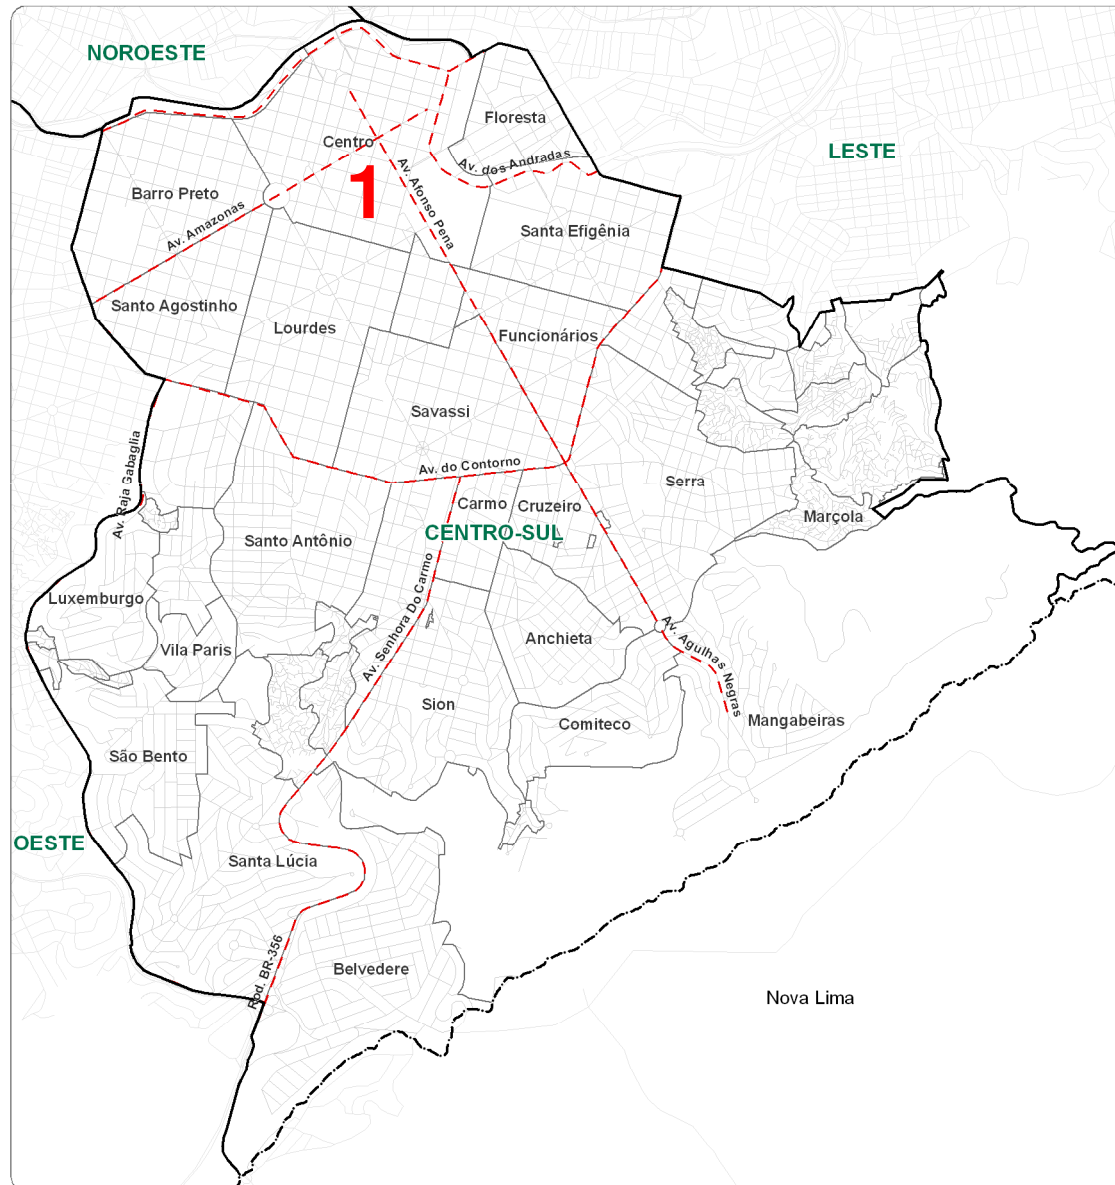 NOROESTE
Floresta
Centro
LESTE
Av. dos Andradas
Barro Preto
1
Av. Afonso Pena
Av. Amazonas
Santa Efigênia
Santo Agostinho
Lourdes
Funcionários
Savassi
Av. do Contorno
Av. Raja Gabaglia
Serra
Carmo
Cruzeiro
Marçola
CENTRO-SUL
Santo Antônio
Luxemburgo
Av. Senhora Do Carmo
Anchieta
Vila Paris
Av. Agulhas Negras
Sion
Comiteco
Mangabeiras
São Bento
OESTE
Santa Lúcia
Rod. BR-356
Belvedere
Nova Lima